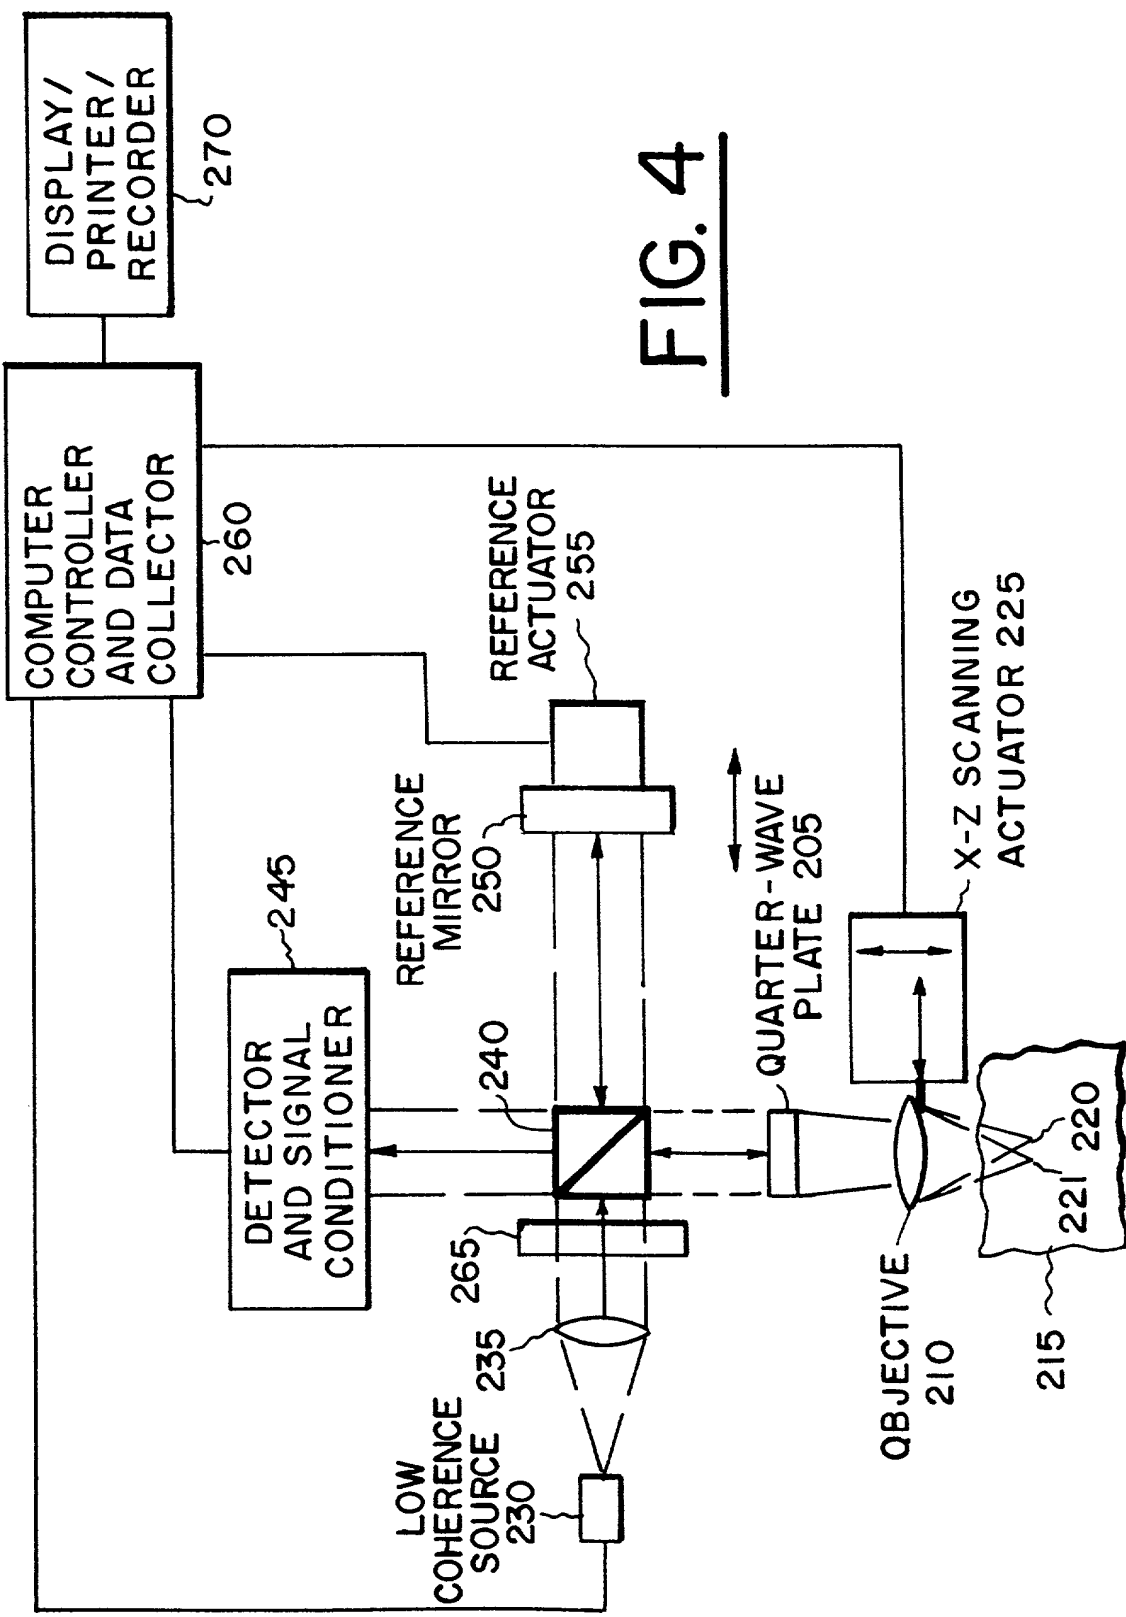 DISPLAY/
PRINTER/
RECORDER
270
COMPUTER
CONTROLLER
AND DATA
COLLECTOR
260
REFERENCE
ACTUATOR
255
REFERENCE
MIRROR
250
DETECTOR
AND SIGNAL
CONDITIONER
245
240
265
235
LOW
COHERENCE
SOURCE
230
QUARTER-WAVE
PLATE 205
X-Z SCANNING
ACTUATOR 225
QBJECTIVE
210
215
221
220
FIG. 4